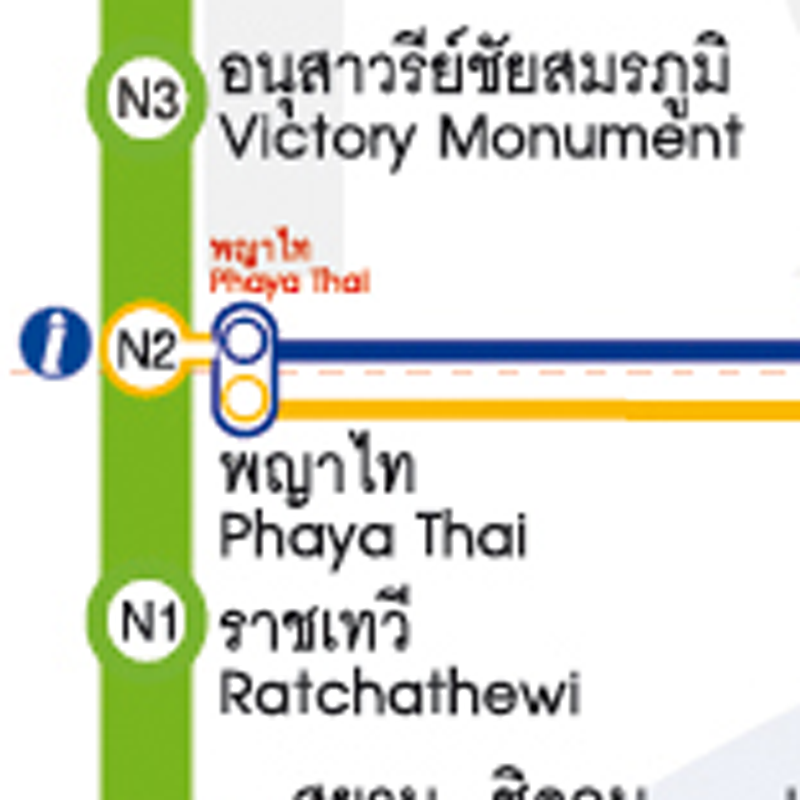 N3
อนุสาวรีย์ชัยสมรภูมิ
Victory Monument
พญาไท
Phaya Thai
i
N2
พญาไท
Phaya Thai
N1
ราชเทวี
Ratchathewi